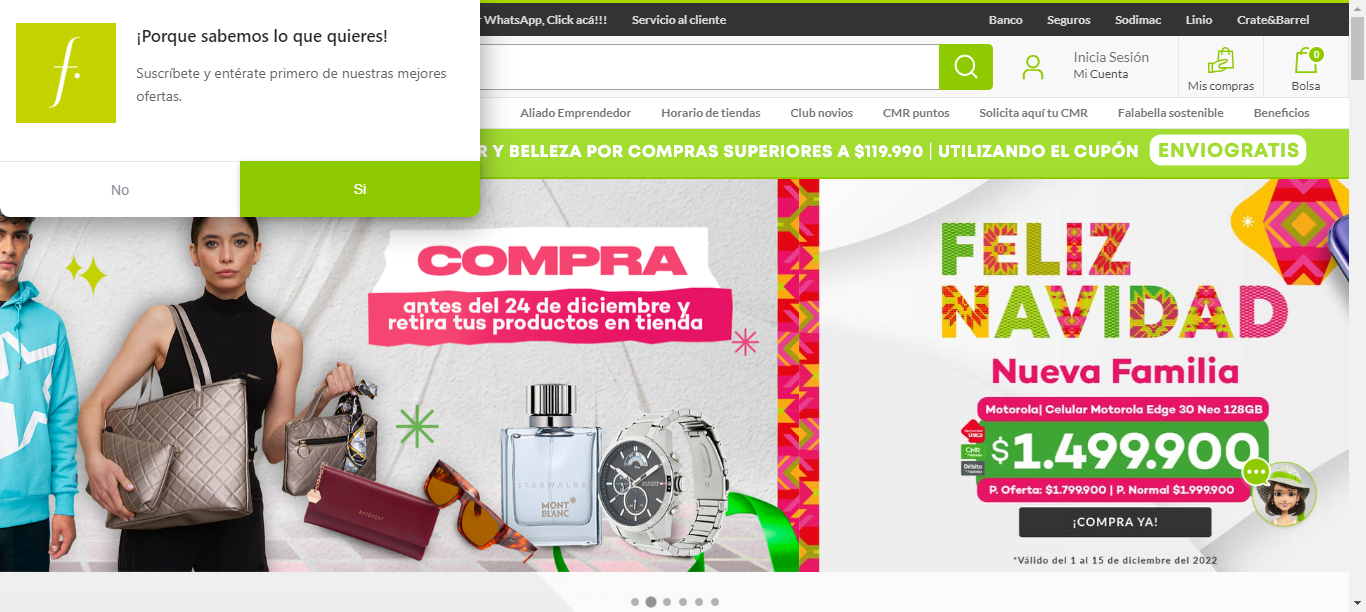 ¡Porque sabemos lo que quieres!
Suscríbete y entérate primero de nuestras mejores
ofertas.
No
Si
WhatsApp, Click acá!!!
Servicio al cliente
Banco
Seguros
Sodimac
Linio
Crate&Barrel
Inicia Sesión
Mi Cuenta
Mis compras
0
Bolsa
Aliado Emprendedor
Horario de tiendas
Club novios
CMR puntos
Solicita aquí tu CMR
Falabella sostenible
Beneficios
Y BELLEZA POR COMPRAS SUPERIORES A $119.990 | UTILIZANDO EL CUPÓN ENVIOGRATIS
COMPRA
antes del 24 de diciembre y
retira tus productos en tienda
STARWALKER
MONT
BLANC
BASEMENT
FELIZ
NAVIDAD
Nueva Familia
Motorola| Celular Motorola Edge 30 Neo 128GB
Oportunidad
única
CMR
Débito
$1.499.900
P. Oferta: $1.799.900 | P. Normal $1.999.900
¡COMPRA YA!
*Válido del 1 al 15 de diciembre del 2022